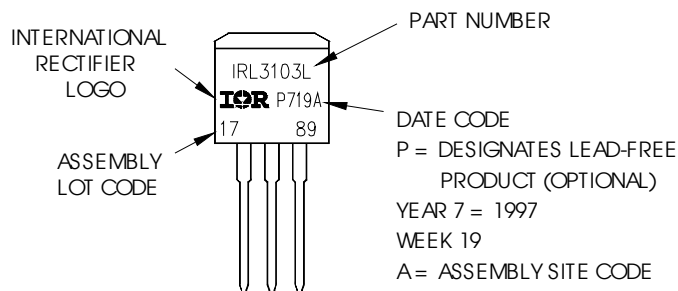 INTERNATIONAL
RECTIFIER
LOGO
ASSEMBLY
LOT CODE
IRL3103L
IOR P719A
17 89
PART NUMBER
DATE CODE
P = DESIGNATES LEAD-FREE
PRODUCT (OPTIONAL)
YEAR 7 = 1997
WEEK 19
A = ASSEMBLY SITE CODE